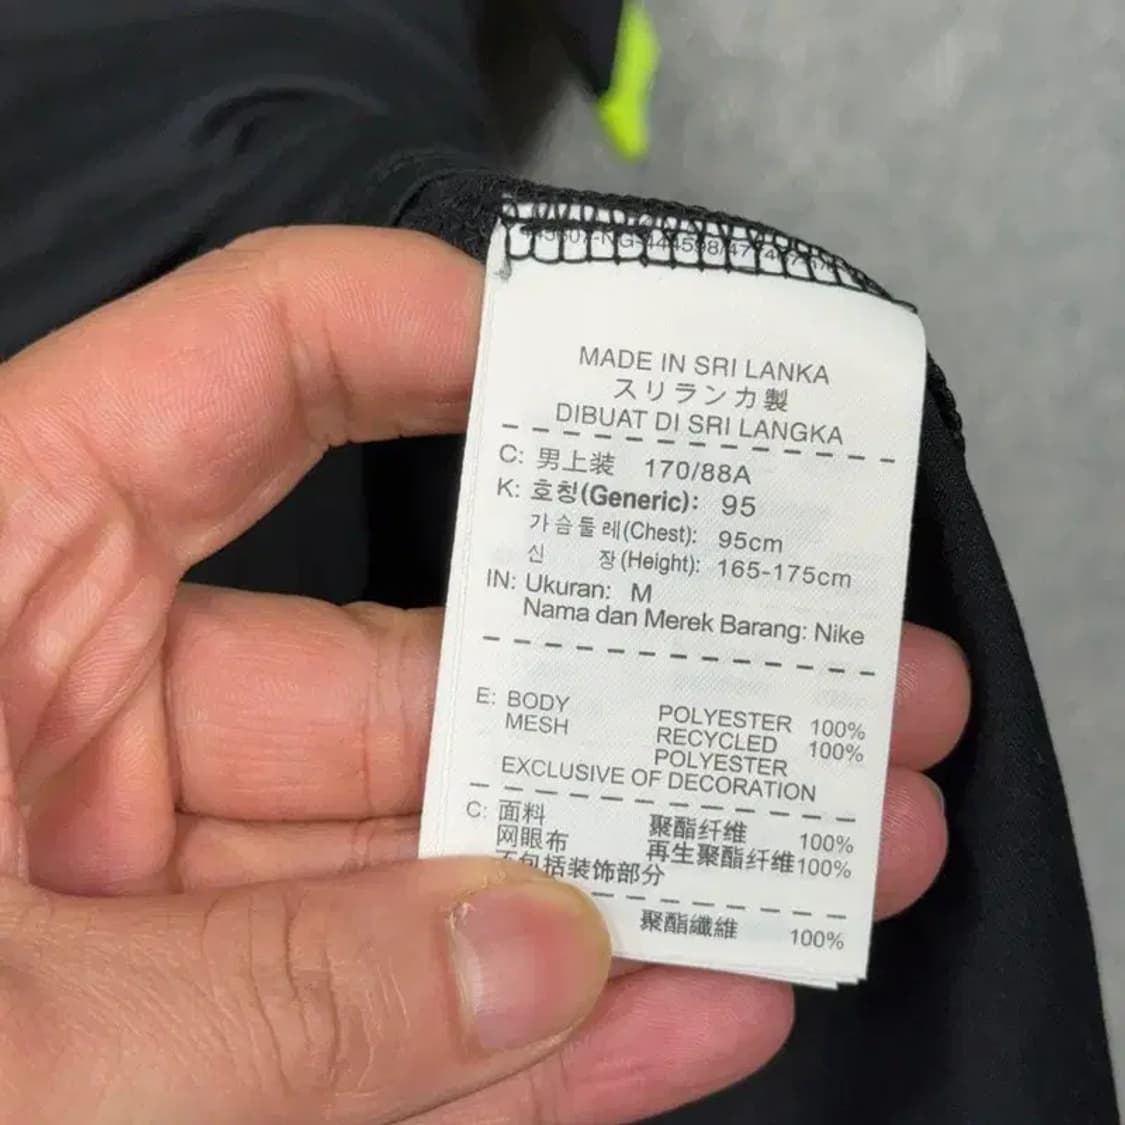 MADE IN SRI LANKA
スリランカ製
DIBUAT DI SRI LANGKA
C: 男上装 170/88A
K: 호칭(Generic): 95
가슴둘레(Chest): 95cm
신 장(Height): 165-175cm
IN: Ukuran: M
Nama dan Merek Barang: Nike
E: BODY POLYESTER 100%
MESH RECYCLED 100%
POLYESTER
EXCLUSIVE OF DECORATION
C: 面料 聚酯纤维 100%
网眼布 再生聚酯纤维100%
不包括装饰部分
聚酯纖維 100%